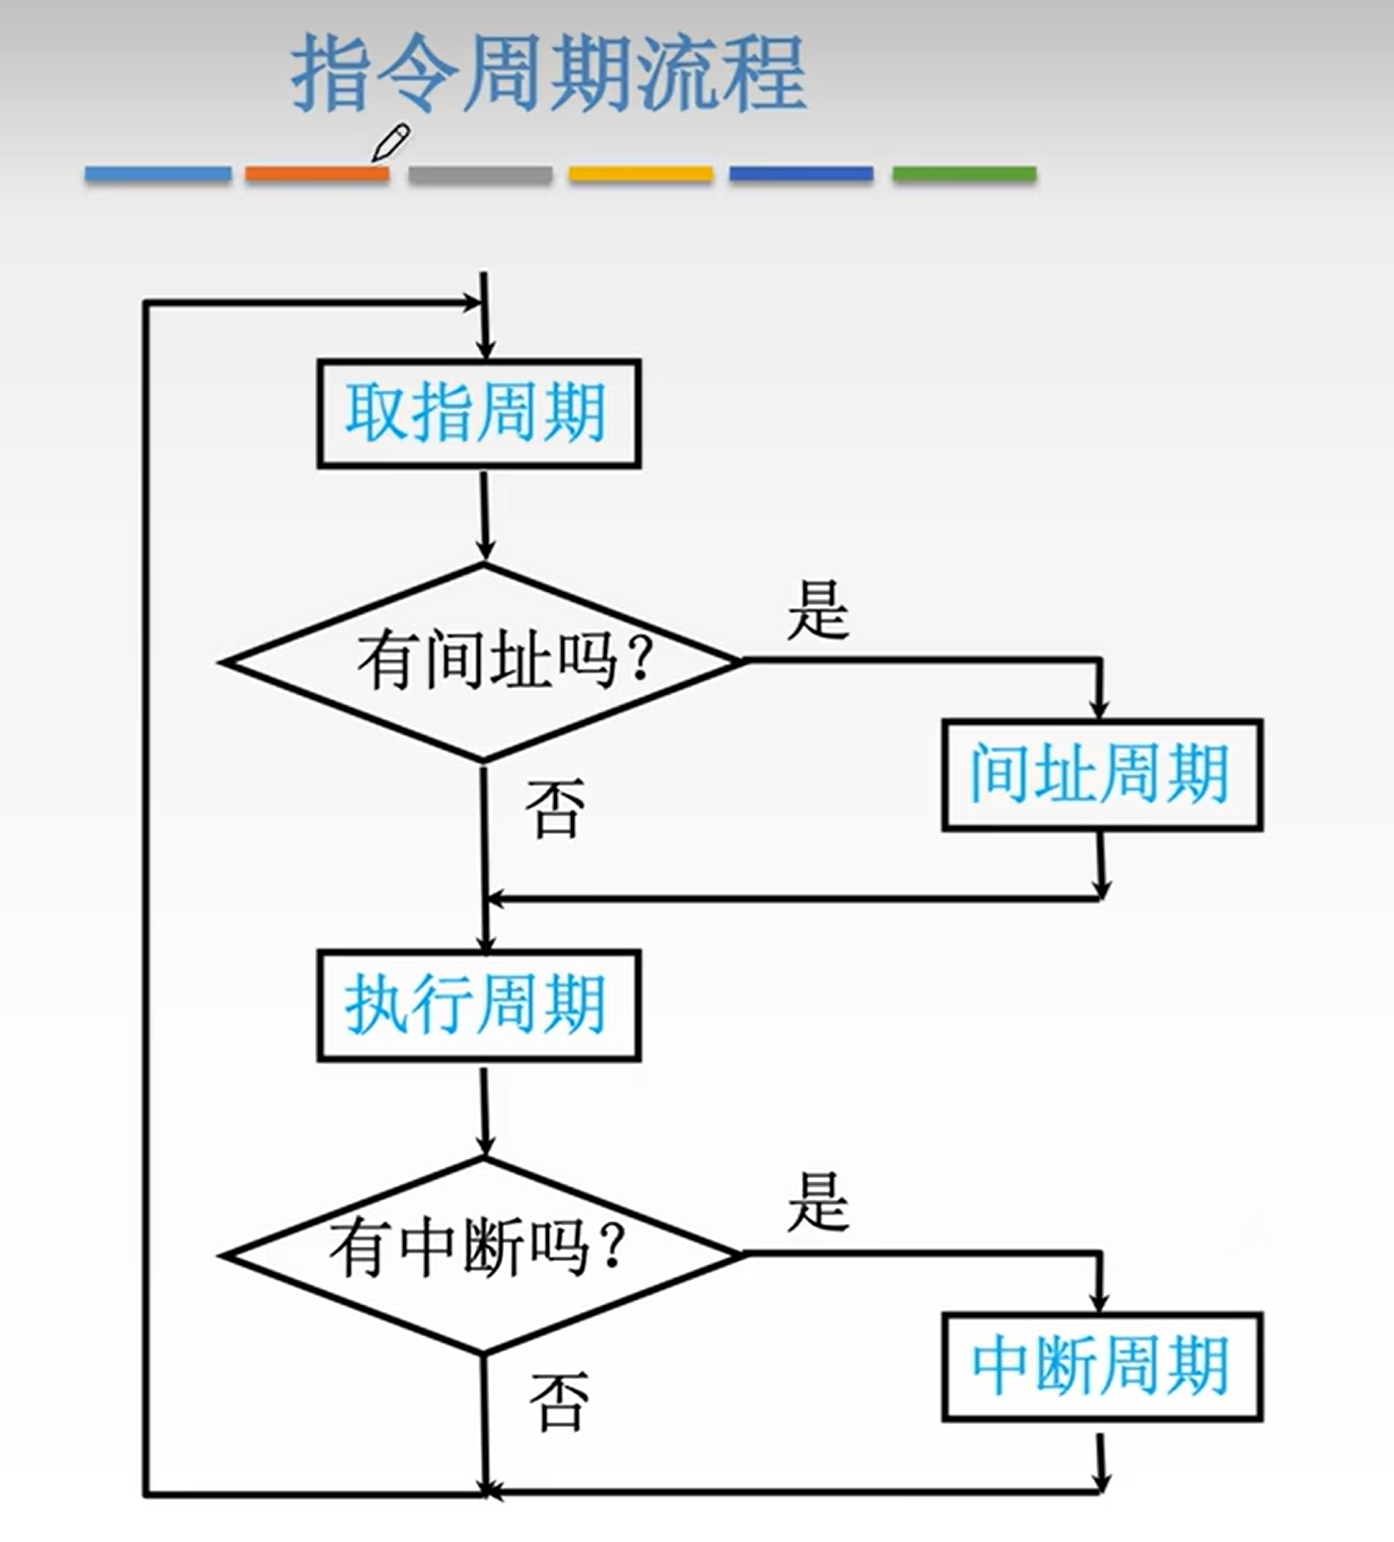 指令周期流程
取指周期
有间址吗？
是
间址周期
否
执行周期
有中断吗？
是
中断周期
否